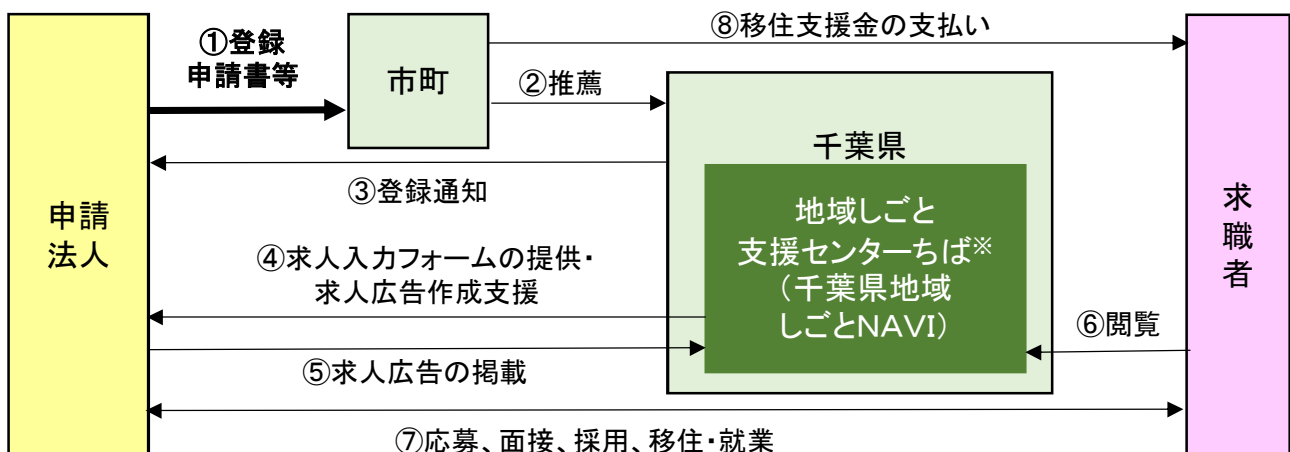 ①登録
申請書等
市町
⑧移住支援金の支払い
②推薦
千葉県
③登録通知
申請
法人
地域しごと
支援センターちば※
（千葉県地域
しごとNAVI）
求
職
者
④求人入力フォームの提供・
求人広告作成支援
⑥閲覧
⑤求人広告の掲載
⑦応募、面接、採用、移住・就業